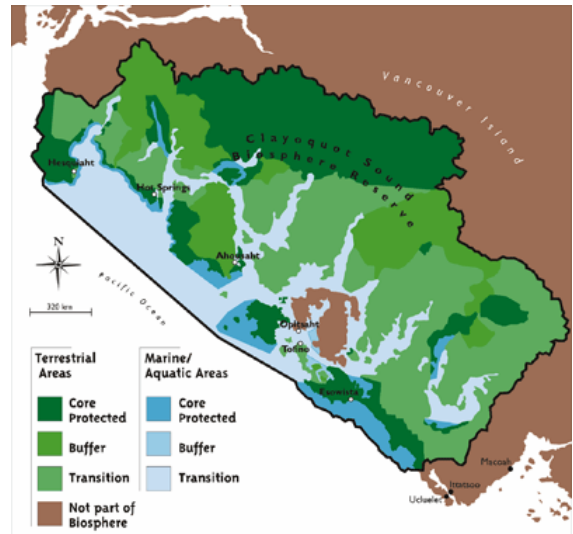 Vancouver Island
Clayoquot Sound
Biosphere Reserve
Hesquiaht
Hot Springs
Ahousaht
N
Pacific Ocean
320 km
Opitsaht
Tofino
Esowista
Macoah
Ittatsoo
Ucluelet
Terrestrial
Areas
Core
Protected
Buffer
Transition
Not part of
Biosphere
Marine/
Aquatic Areas
Core
Protected
Buffer
Transition